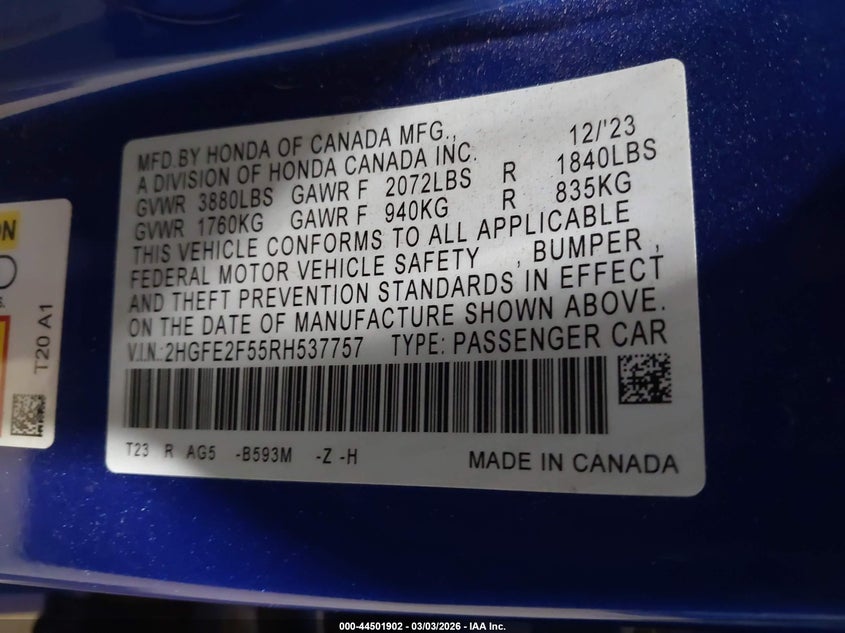 MFD.BY HONDA OF CANADA MFG., 12/'23
A DIVISION OF HONDA CANADA INC.
GVWR 3880LBS GAWR F 2072LBS R 1840LBS
GVWR 1760KG GAWR F 940KG R 835KG
THIS VEHICLE CONFORMS TO ALL APPLICABLE
FEDERAL MOTOR VEHICLE SAFETY , BUMPER ,
AND THEFT PREVENTION STANDARDS IN EFFECT
ON THE DATE OF MANUFACTURE SHOWN ABOVE.
V.I.N.:2HGFE2F55RH537757 TYPE: PASSENGER CAR
T23 R AG5 -B593M -Z -H MADE IN CANADA
T20 A1
000-44501902 - 03/03/2026 - IAA Inc.